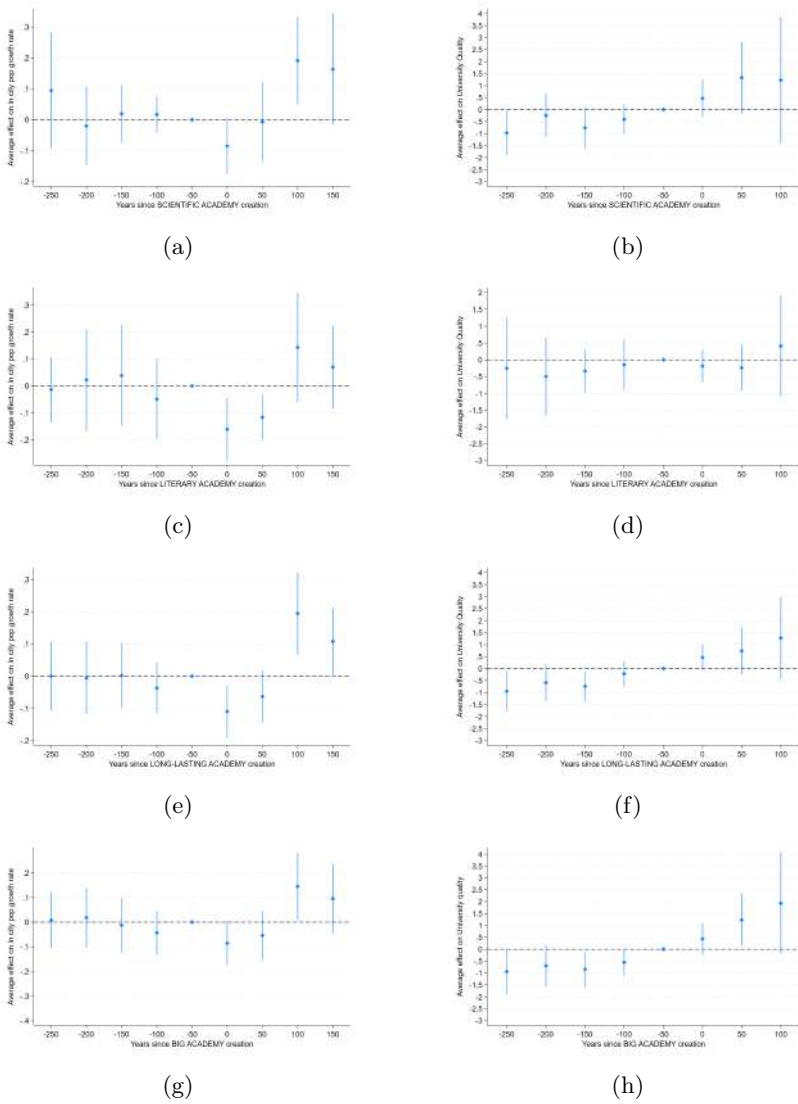 Average effect on ln city pop growth rate
.3
.2
.1
0
-.1
-.2
-250 -200 -150 -100 -50 0 50 100 150
Years since SCIENTIFIC ACADEMY creation
(a)
Average effect on University Quality
4
3.5
3
2.5
2
1.5
1
.5
0
-.5
-1
-1.5
-2
-2.5
-3
-250 -200 -150 -100 -50 0 50 100
Years since SCIENTIFIC ACADEMY creation
(b)
Average effect on ln city pop growth rate
.3
.2
.1
0
-.1
-.2
-250 -200 -150 -100 -50 0 50 100 150
Years since LITERARY ACADEMY creation
(c)
Average effect on University Quality
2
1.5
1
.5
0
-.5
-1
-1.5
-2
-2.5
-3
-250 -200 -150 -100 -50 0 50 100
Years since LITERARY ACADEMY creation
(d)
Average effect on ln city pop growth rate
.3
.2
.1
0
-.1
-.2
-250 -200 -150 -100 -50 0 50 100 150
Years since LONG-LASTING ACADEMY creation
(e)
Average effect on University Quality
4
3.5
3
2.5
2
1.5
1
.5
0
-.5
-1
-1.5
-2
-2.5
-3
-250 -200 -150 -100 -50 0 50 100
Years since LONG-LASTING ACADEMY creation
(f)
Average effect on ln city pop growth rate
.3
.2
.1
0
-.1
-.2
-.3
-.4
-250 -200 -150 -100 -50 0 50 100 150
Years since BIG ACADEMY creation
(g)
Average effect on University quality
4
3.5
3
2.5
2
1.5
1
.5
0
-.5
-1
-1.5
-2
-2.5
-3
-250 -200 -150 -100 -50 0 50 100
Years since BIG ACADEMY creation
(h)